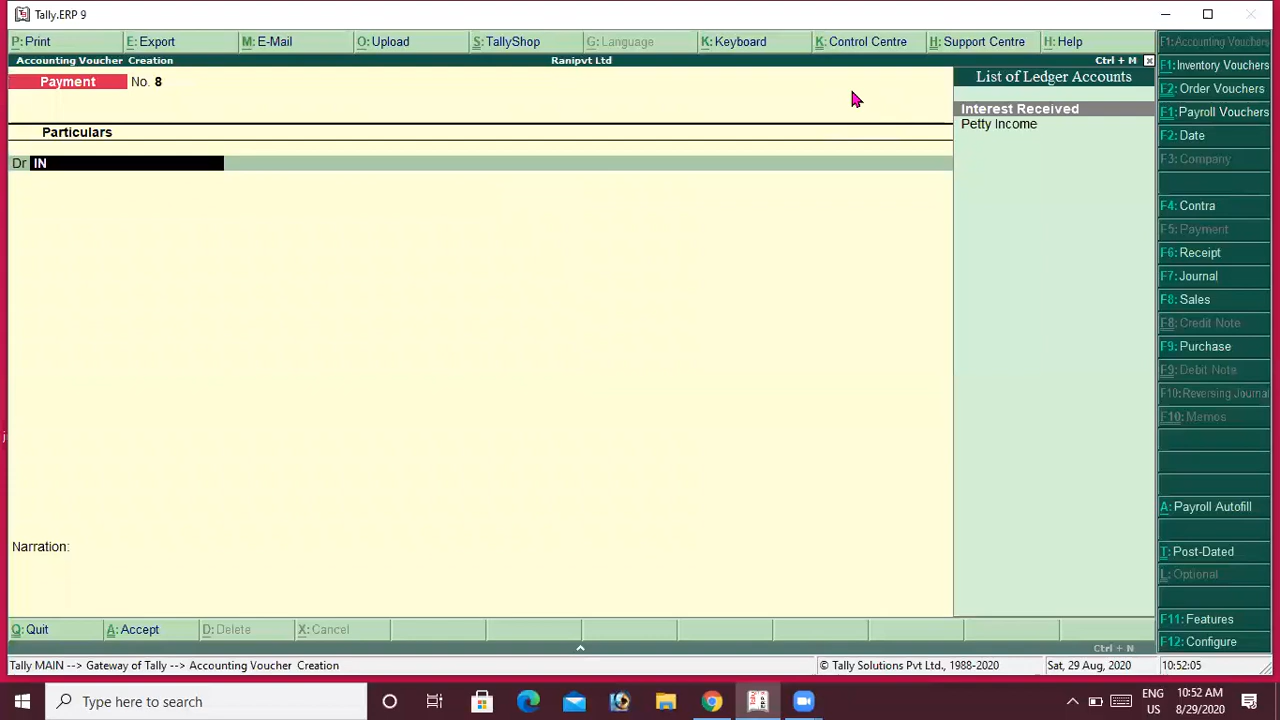 Tally.ERP 9
P: Print E: Export M: E-Mail O: Upload S: TallyShop G: Language K: Keyboard K: Control Centre H: Support Centre H: Help F1: Accounting Vouchers
Accounting Voucher Creation Ranipvt Ltd Ctrl + M
F1: Inventory Vouchers
Payment No. 8 List of Ledger Accounts
F2: Order Vouchers
Interest Received F1: Payroll Vouchers
Petty Income
Particulars F2: Date
F3: Company
Dr IN
F4: Contra
F5: Payment
F6: Receipt
F7: Journal
F8: Sales
F8: Credit Note
F9: Purchase
F9: Debit Note
F10: Reversing Journal
F10: Memos
A: Payroll Autofill
Narration: T: Post-Dated
L: Optional
F11: Features
Q: Quit A: Accept D: Delete X: Cancel F12: Configure
Ctrl + N
Tally MAIN --> Gateway of Tally --> Accounting Voucher Creation © Tally Solutions Pvt Ltd., 1988-2020 Sat, 29 Aug, 2020 10:52:05
Type here to search ENG 10:52 AM
US 8/29/2020